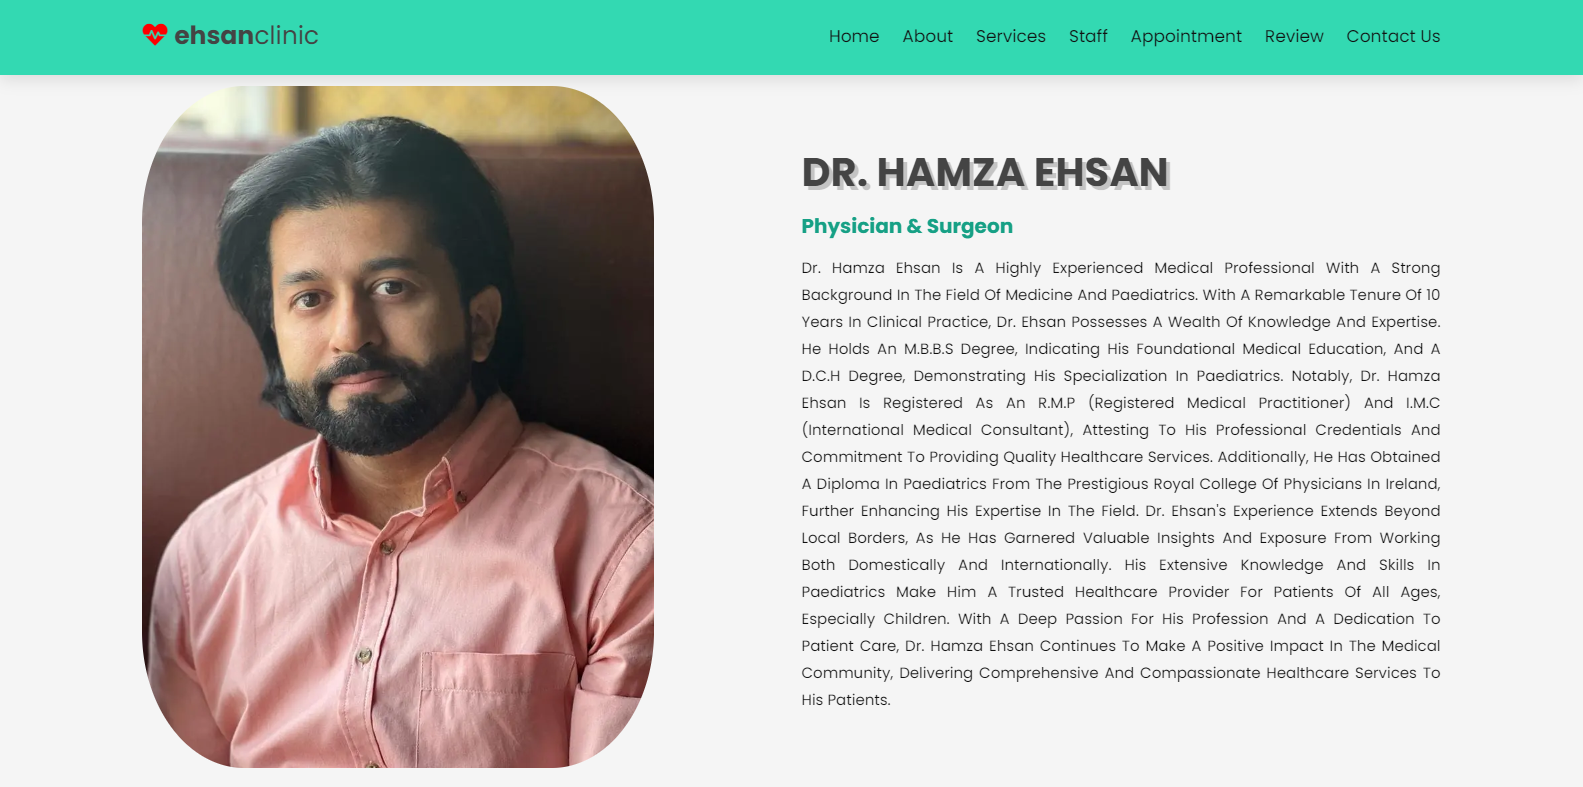 ehsanclinic
Home About Services Staff Appointment Review Contact Us
DR. HAMZA EHSAN
Physician & Surgeon
Dr. Hamza Ehsan Is A Highly Experienced Medical Professional With A Strong
Background In The Field Of Medicine And Paediatrics. With A Remarkable Tenure Of 10
Years In Clinical Practice, Dr. Ehsan Possesses A Wealth Of Knowledge And Expertise.
He Holds An M.B.B.S Degree, Indicating His Foundational Medical Education, And A
D.C.H Degree, Demonstrating His Specialization In Paediatrics. Notably, Dr. Hamza
Ehsan Is Registered As An R.M.P (Registered Medical Practitioner) And I.M.C
(International Medical Consultant), Attesting To His Professional Credentials And
Commitment To Providing Quality Healthcare Services. Additionally, He Has Obtained
A Diploma In Paediatrics From The Prestigious Royal College Of Physicians In Ireland,
Further Enhancing His Expertise In The Field. Dr. Ehsan's Experience Extends Beyond
Local Borders, As He Has Garnered Valuable Insights And Exposure From Working
Both Domestically And Internationally. His Extensive Knowledge And Skills In
Paediatrics Make Him A Trusted Healthcare Provider For Patients Of All Ages,
Especially Children. With A Deep Passion For His Profession And A Dedication To
Patient Care, Dr. Hamza Ehsan Continues To Make A Positive Impact In The Medical
Community, Delivering Comprehensive And Compassionate Healthcare Services To
His Patients.